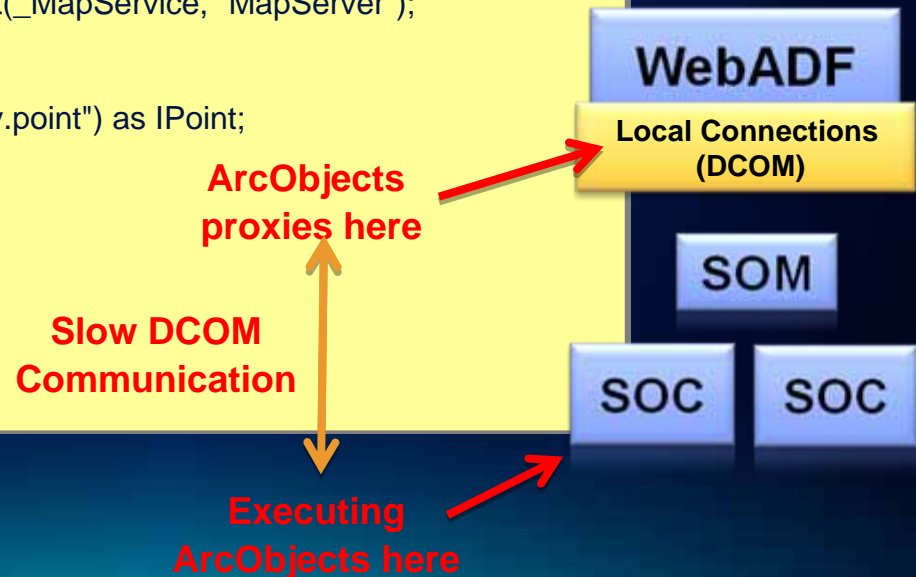 (_MapService, "MapServer");
.point") as IPoint;
ArcObjects
proxies here
Slow DCOM
Communication
Executing
ArcObjects here
WebADF
Local Connections
(DCOM)
SOM
SOC
SOC